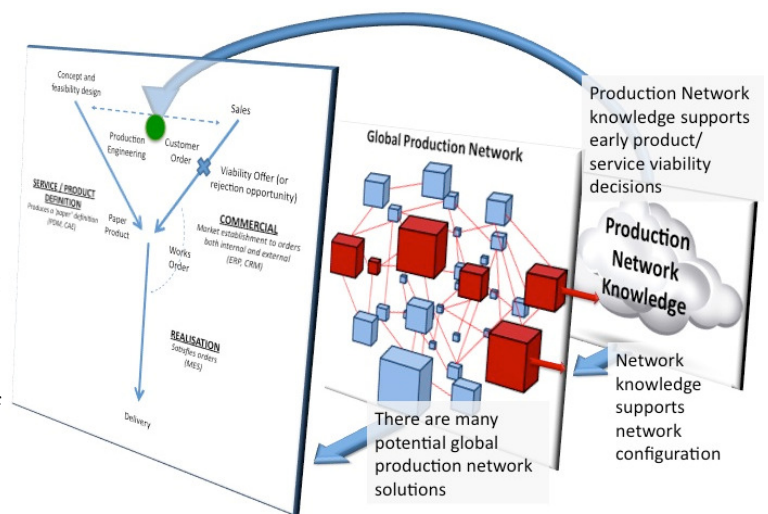 Concept and
feasibility design
Sales
Production
Engineering
Customer
Order
Viability Offer (or
rejection opportunity)
SERVICE / PRODUCT
DEFINITION
Produces a 'paper' definition
(PDM, CAE)
Paper
Product
COMMERCIAL
Market establishment to orders
both internal and external
(ERP, CRM)
Works
Order
REALISATION
Satisfies orders
(MES)
Delivery
Global Production Network
There are many
potential global
production network
solutions
Production Network
knowledge supports
early product/
service viability
decisions
Production
Network
Knowledge
Network
knowledge
supports
network
configuration